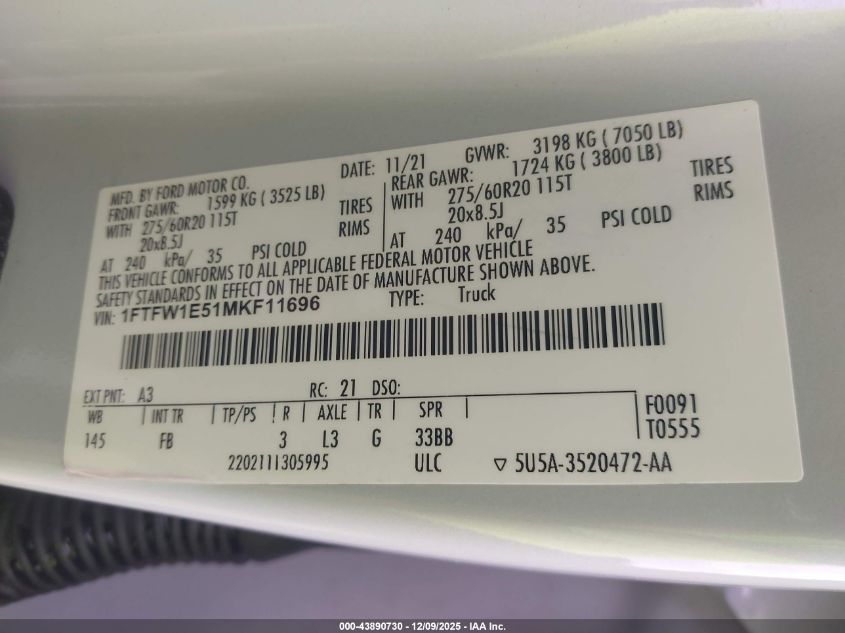 MFD. BY FORD MOTOR CO.
DATE: 11/21 GVWR: 3198 KG ( 7050 LB)
FRONT GAWR: 1599 KG ( 3525 LB)
REAR GAWR: 1724 KG ( 3800 LB)
WITH 275/60R20 115T TIRES
WITH 275/60R20 115T TIRES
20x8.5J RIMS
20x8.5J RIMS
AT 240 kPa/ 35 PSI COLD
AT 240 kPa/ 35 PSI COLD
THIS VEHICLE CONFORMS TO ALL APPLICABLE FEDERAL MOTOR VEHICLE
SAFETY STANDARDS IN EFFECT ON THE DATE OF MANUFACTURE SHOWN ABOVE.
VIN: 1FTFW1E51MKF11696 TYPE: Truck
EXT PNT: A3 RC: 21 DSO:
WB INT TR TP/PS R AXLE TR SPR F0091
145 FB 3 L3 G 33BB T0555
2202111305995 ULC ▽ 5U5A-3520472-AA
000-43890730 - 12/09/2025 - IAA Inc.